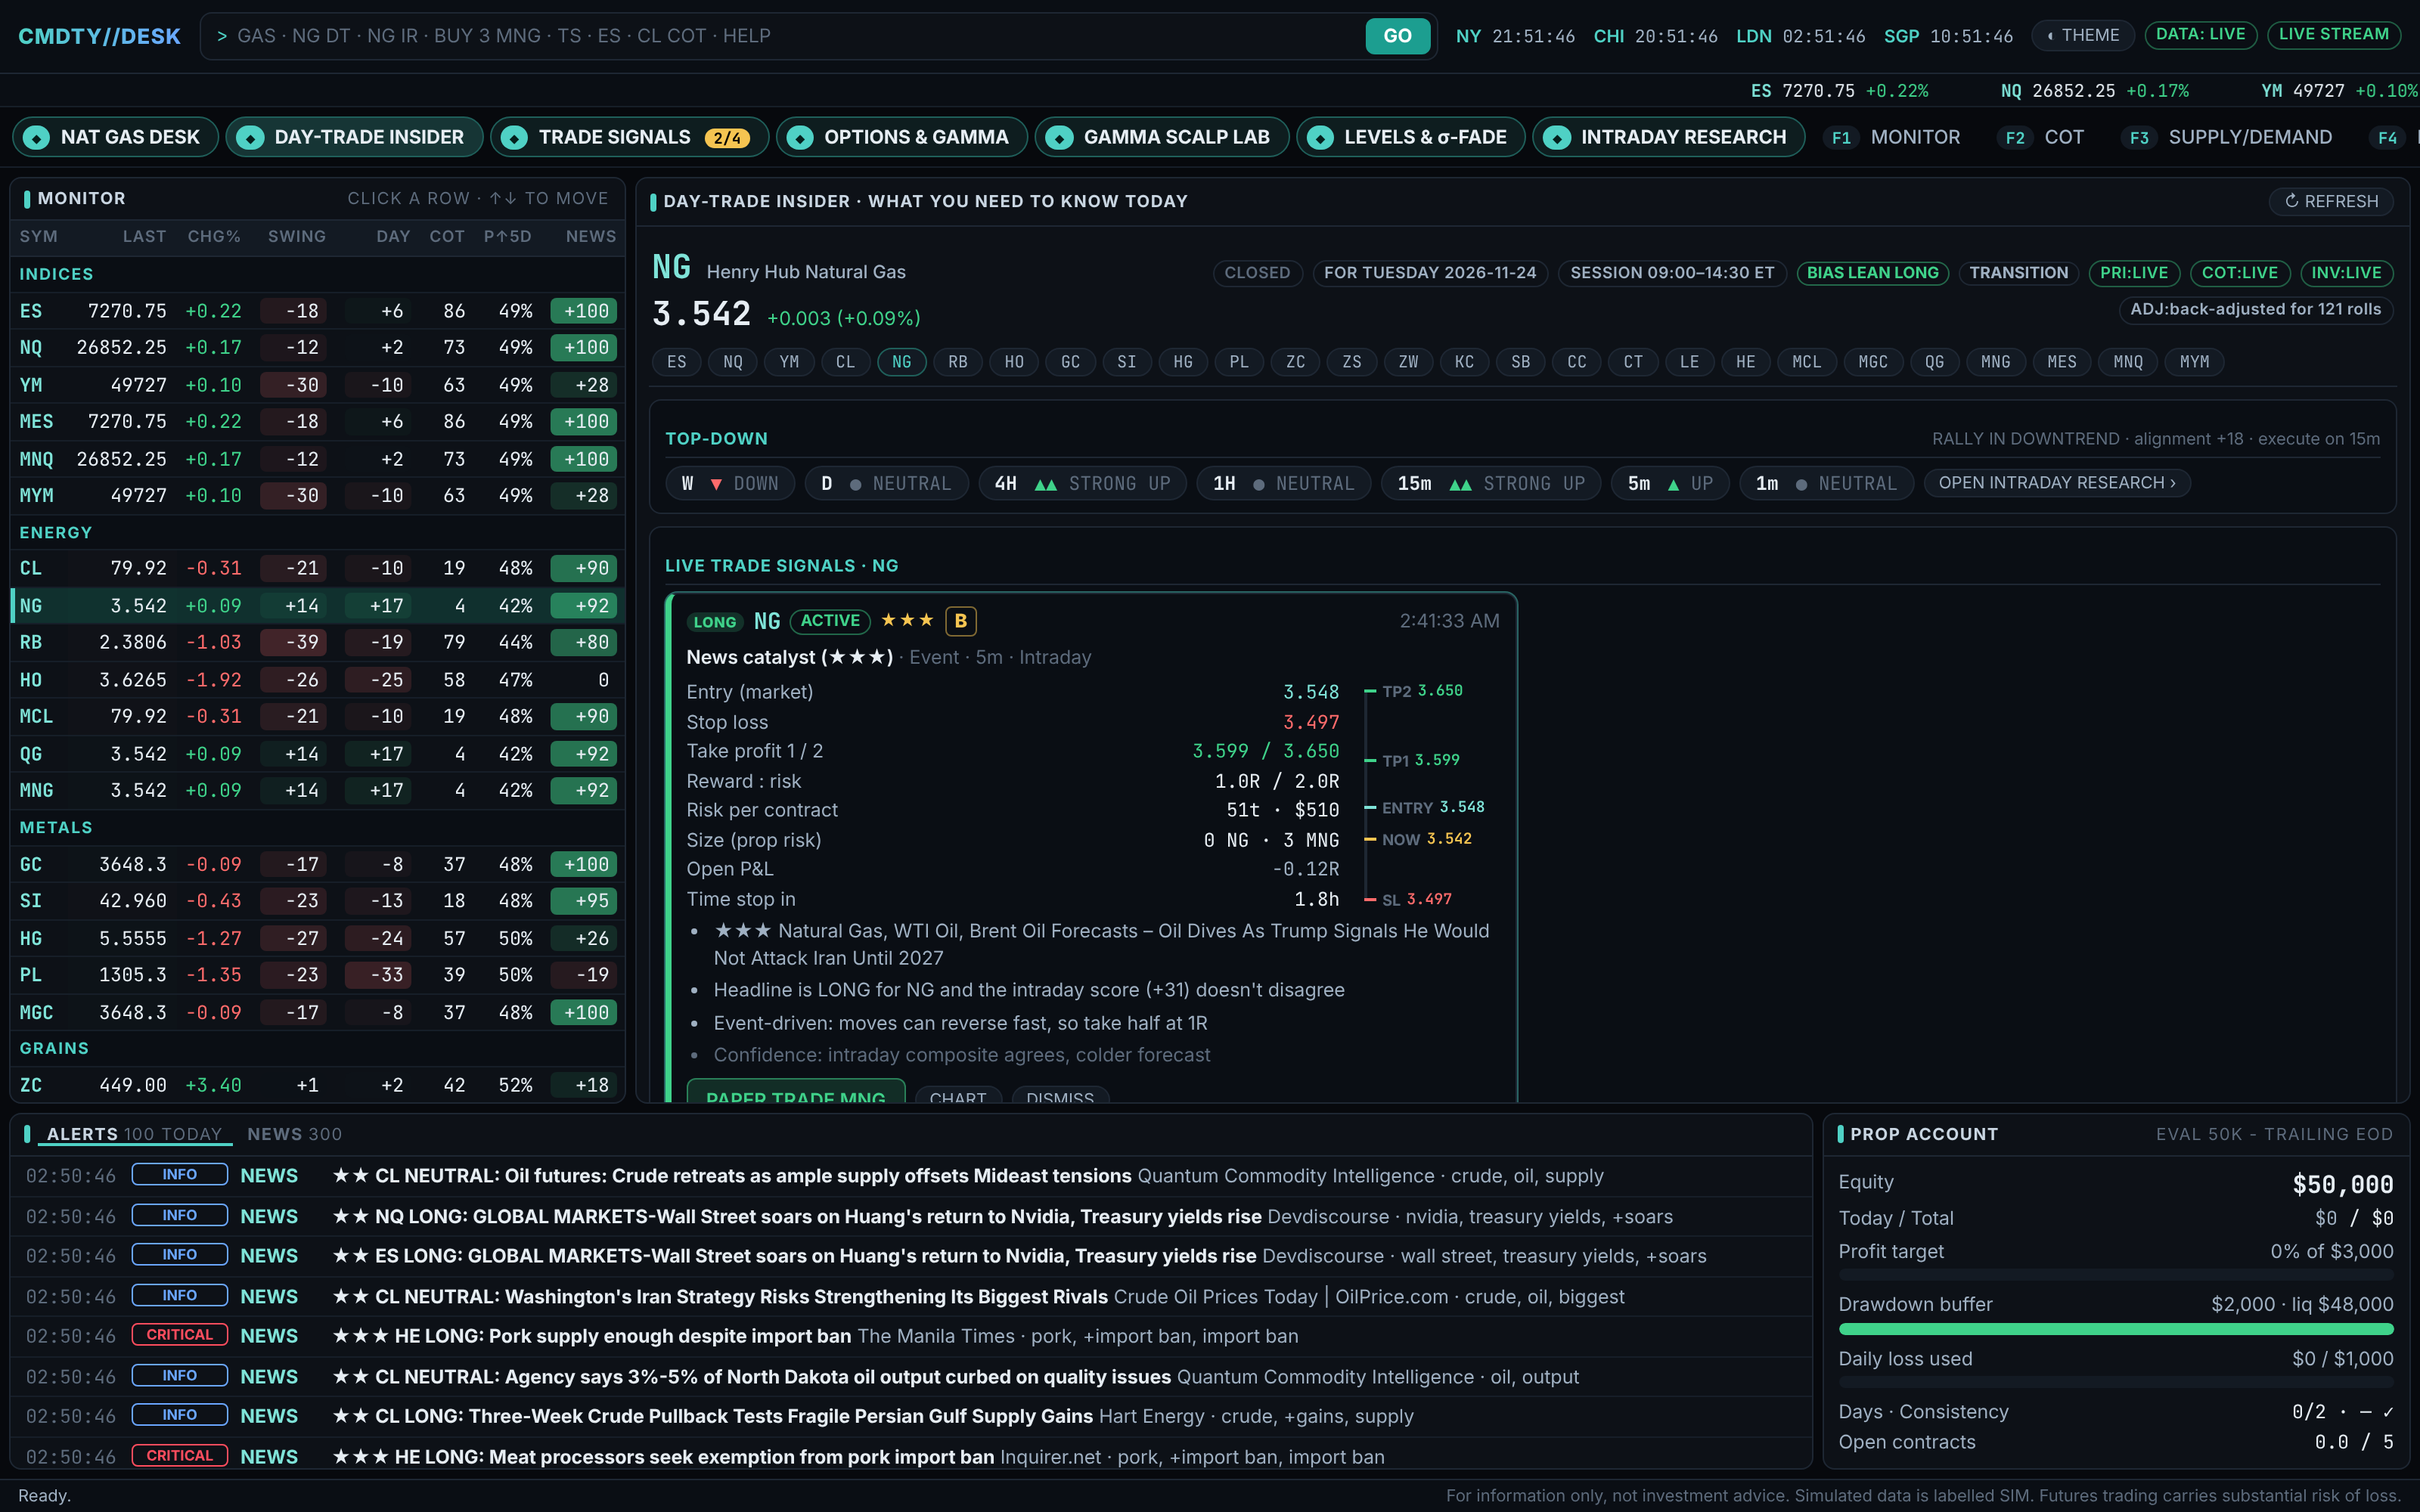 CMDTY//DESK
> GAS · NG DT · NG IR · BUY 3 MNG · TS · ES · CL COT · HELP
GO
NY 21:51:46 CHI 20:51:46 LDN 02:51:46 SGP 10:51:46
THEME
DATA: LIVE
LIVE STREAM
ES 7270.75 +0.22% NQ 26852.25 +0.17% YM 49727 +0.10%
NAT GAS DESK
DAY-TRADE INSIDER
TRADE SIGNALS 2/4
OPTIONS & GAMMA
GAMMA SCALP LAB
LEVELS & σ-FADE
INTRADAY RESEARCH
F1 MONITOR
F2 COT
F3 SUPPLY/DEMAND
F4
MONITOR CLICK A ROW · ↑↓ TO MOVE
SYM LAST CHG% SWING DAY COT P↑5D NEWS
INDICES
ES 7270.75 +0.22 -18 +6 86 49% +100
NQ 26852.25 +0.17 -12 +2 73 49% +100
YM 49727 +0.10 -30 -10 63 49% +28
MES 7270.75 +0.22 -18 +6 86 49% +100
MNQ 26852.25 +0.17 -12 +2 73 49% +100
MYM 49727 +0.10 -30 -10 63 49% +28
ENERGY
CL 79.92 -0.31 -21 -10 19 48% +90
NG 3.542 +0.09 +14 +17 4 42% +92
RB 2.3806 -1.03 -39 -19 79 44% +80
HO 3.6265 -1.92 -26 -25 58 47% 0
MCL 79.92 -0.31 -21 -10 19 48% +90
QG 3.542 +0.09 +14 +17 4 42% +92
MNG 3.542 +0.09 +14 +17 4 42% +92
METALS
GC 3648.3 -0.09 -17 -8 37 48% +100
SI 42.960 -0.43 -23 -13 18 48% +95
HG 5.5555 -1.27 -27 -24 57 50% +26
PL 1305.3 -1.35 -23 -33 39 50% -19
MGC 3648.3 -0.09 -17 -8 37 48% +100
GRAINS
ZC 449.00 +3.40 +1 +2 42 52% +18
DAY-TRADE INSIDER · WHAT YOU NEED TO KNOW TODAY
↻ REFRESH
NG Henry Hub Natural Gas
CLOSED FOR TUESDAY 2026-11-24 SESSION 09:00–14:30 ET BIAS LEAN LONG TRANSITION PRI:LIVE COT:LIVE INV:LIVE
3.542 +0.003 (+0.09%)
ADJ:back-adjusted for 121 rolls
ES NQ YM CL NG RB HO GC SI HG PL ZC ZS ZW KC SB CC CT LE HE MCL MGC QG MNG MES MNQ MYM
TOP-DOWN
RALLY IN DOWNTREND · alignment +18 · execute on 15m
W ▼ DOWN D ● NEUTRAL 4H ▲▲ STRONG UP 1H ● NEUTRAL 15m ▲▲ STRONG UP 5m ▲ UP 1m ● NEUTRAL OPEN INTRADAY RESEARCH ›
LIVE TRADE SIGNALS · NG
LONG NG ACTIVE ★★★ B 2:41:33 AM
News catalyst (★★★) · Event · 5m · Intraday
Entry (market) 3.548
Stop loss 3.497
Take profit 1 / 2 3.599 / 3.650
Reward : risk 1.0R / 2.0R
Risk per contract 51t · $510
Size (prop risk) 0 NG · 3 MNG
Open P&L -0.12R
Time stop in 1.8h
TP2 3.650
TP1 3.599
ENTRY 3.548
NOW 3.542
SL 3.497
• ★★★ Natural Gas, WTI Oil, Brent Oil Forecasts – Oil Dives As Trump Signals He Would
Not Attack Iran Until 2027
• Headline is LONG for NG and the intraday score (+31) doesn't disagree
• Event-driven: moves can reverse fast, so take half at 1R
• Confidence: intraday composite agrees, colder forecast
PAPER TRADE MNG CHART DISMISS
ALERTS 100 TODAY NEWS 300
02:50:46 INFO NEWS ★★ CL NEUTRAL: Oil futures: Crude retreats as ample supply offsets Mideast tensions Quantum Commodity Intelligence · crude, oil, supply
02:50:46 INFO NEWS ★★ NQ LONG: GLOBAL MARKETS-Wall Street soars on Huang's return to Nvidia, Treasury yields rise Devdiscourse · nvidia, treasury yields, +soars
02:50:46 INFO NEWS ★★ ES LONG: GLOBAL MARKETS-Wall Street soars on Huang's return to Nvidia, Treasury yields rise Devdiscourse · wall street, treasury yields, +soars
02:50:46 INFO NEWS ★★ CL NEUTRAL: Washington's Iran Strategy Risks Strengthening Its Biggest Rivals Crude Oil Prices Today | OilPrice.com · crude, oil, biggest
02:50:46 CRITICAL NEWS ★★★ HE LONG: Pork supply enough despite import ban The Manila Times · pork, +import ban, import ban
02:50:46 INFO NEWS ★★ CL NEUTRAL: Agency says 3%-5% of North Dakota oil output curbed on quality issues Quantum Commodity Intelligence · oil, output
02:50:46 INFO NEWS ★★ CL LONG: Three-Week Crude Pullback Tests Fragile Persian Gulf Supply Gains Hart Energy · crude, +gains, supply
02:50:46 CRITICAL NEWS ★★★ HE LONG: Meat processors seek exemption from pork import ban Inquirer.net · pork, +import ban, import ban
PROP ACCOUNT EVAL 50K - TRAILING EOD
Equity $50,000
Today / Total $0 / $0
Profit target 0% of $3,000
Drawdown buffer $2,000 · liq $48,000
Daily loss used $0 / $1,000
Days · Consistency 0/2 · — ✓
Open contracts 0.0 / 5
Ready.
For information only, not investment advice. Simulated data is labelled SIM. Futures trading carries substantial risk of loss.